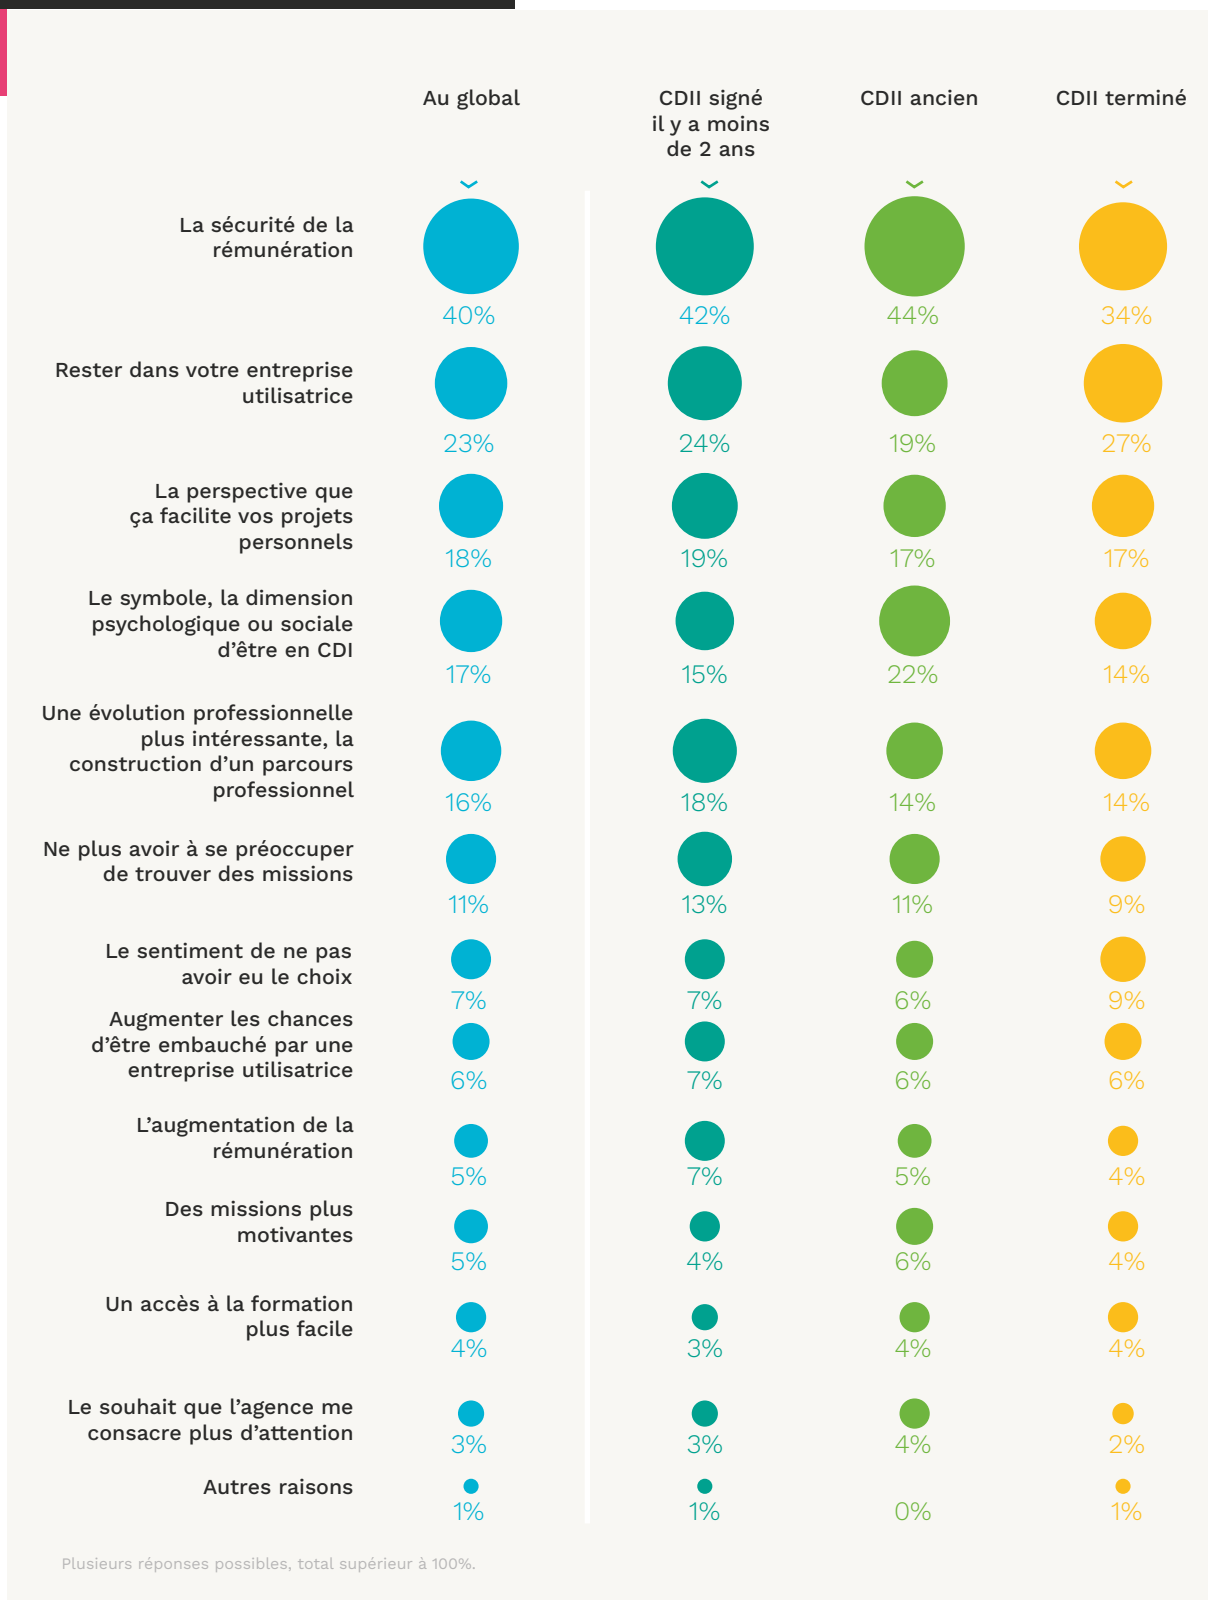 Au global
CDII signé
il y a moins
de 2 ans
CDII ancien
CDII terminé
La sécurité de la
rémunération
40%
42%
44%
34%
Rester dans votre entreprise
utilisatrice
23%
24%
19%
27%
La perspective que
ça facilite vos projets
personnels
18%
19%
17%
17%
Le symbole, la dimension
psychologique ou sociale
d’être en CDI
17%
15%
22%
14%
Une évolution professionnelle
plus intéressante, la
construction d’un parcours
professionnel
16%
18%
14%
14%
Ne plus avoir à se préoccuper
de trouver des missions
11%
13%
11%
9%
Le sentiment de ne pas
avoir eu le choix
7%
7%
6%
9%
Augmenter les chances
d’être embauché par une
entreprise utilisatrice
6%
7%
6%
6%
L’augmentation de la
rémunération
5%
7%
5%
4%
Des missions plus
motivantes
5%
4%
6%
4%
Un accès à la formation
plus facile
4%
3%
4%
4%
Le souhait que l’agence me
consacre plus d’attention
3%
3%
4%
2%
Autres raisons
1%
1%
0%
1%
Plusieurs réponses possibles, total supérieur à 100%.